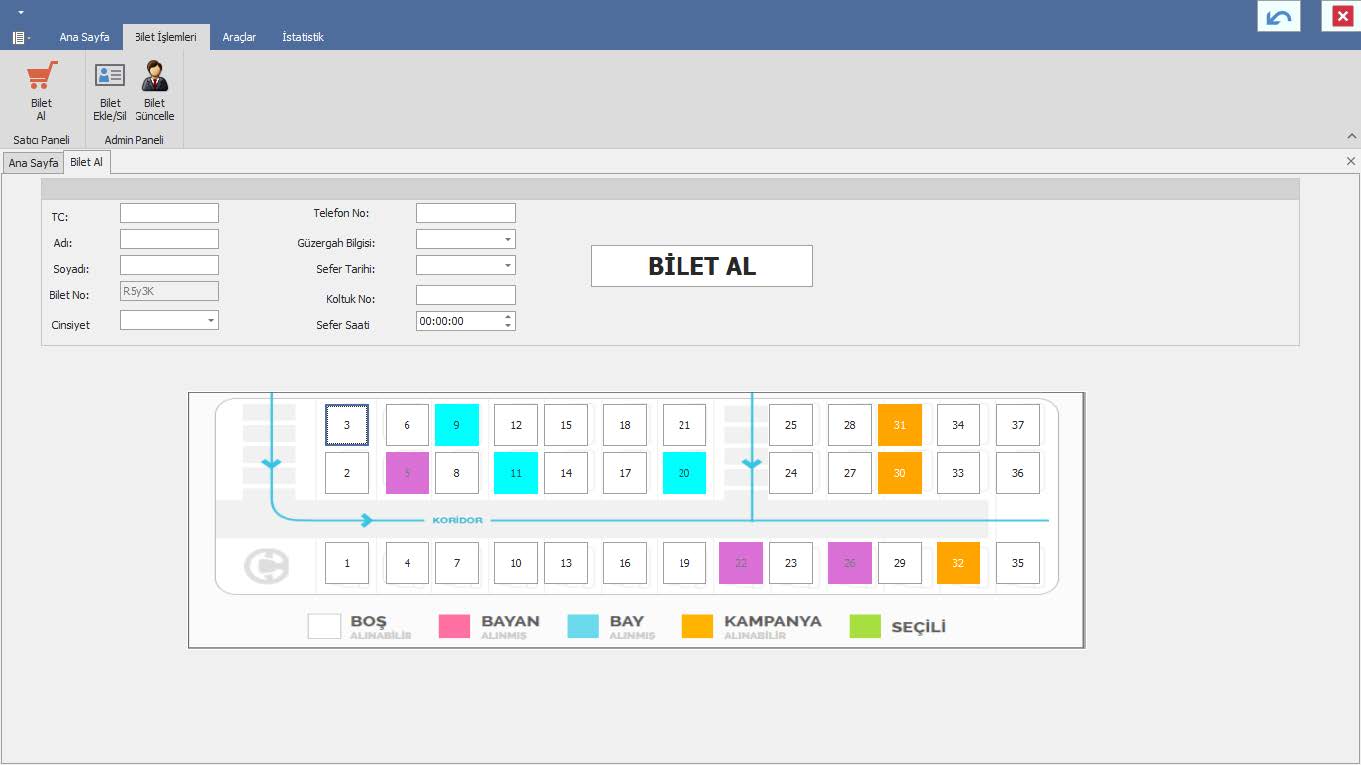 Ana Sayfa Bilet İşlemleri Araçlar İstatistik
Bilet Al
Bilet Ekle/Sil
Bilet Güncelle
Satıcı Paneli
Admin Paneli
Ana Sayfa Bilet Al
TC:
Telefon No:
Adı:
Güzergah Bilgisi:
Soyadı:
Sefer Tarihi:
Bilet No: R5y3K
Koltuk No:
Cinsiyet
Sefer Saati 00:00:00
BİLET AL
3 6 9 12 15 18 21 25 28 31 34 37
2 5 8 11 14 17 20 24 27 30 33 36
KORİDOR
1 4 7 10 13 16 19 22 23 26 29 32 35
BOŞ
ALINABİLİR
BAYAN
ALINMIŞ
BAY
ALINMIŞ
KAMPANYA
ALINABİLİR
SEÇİLİ